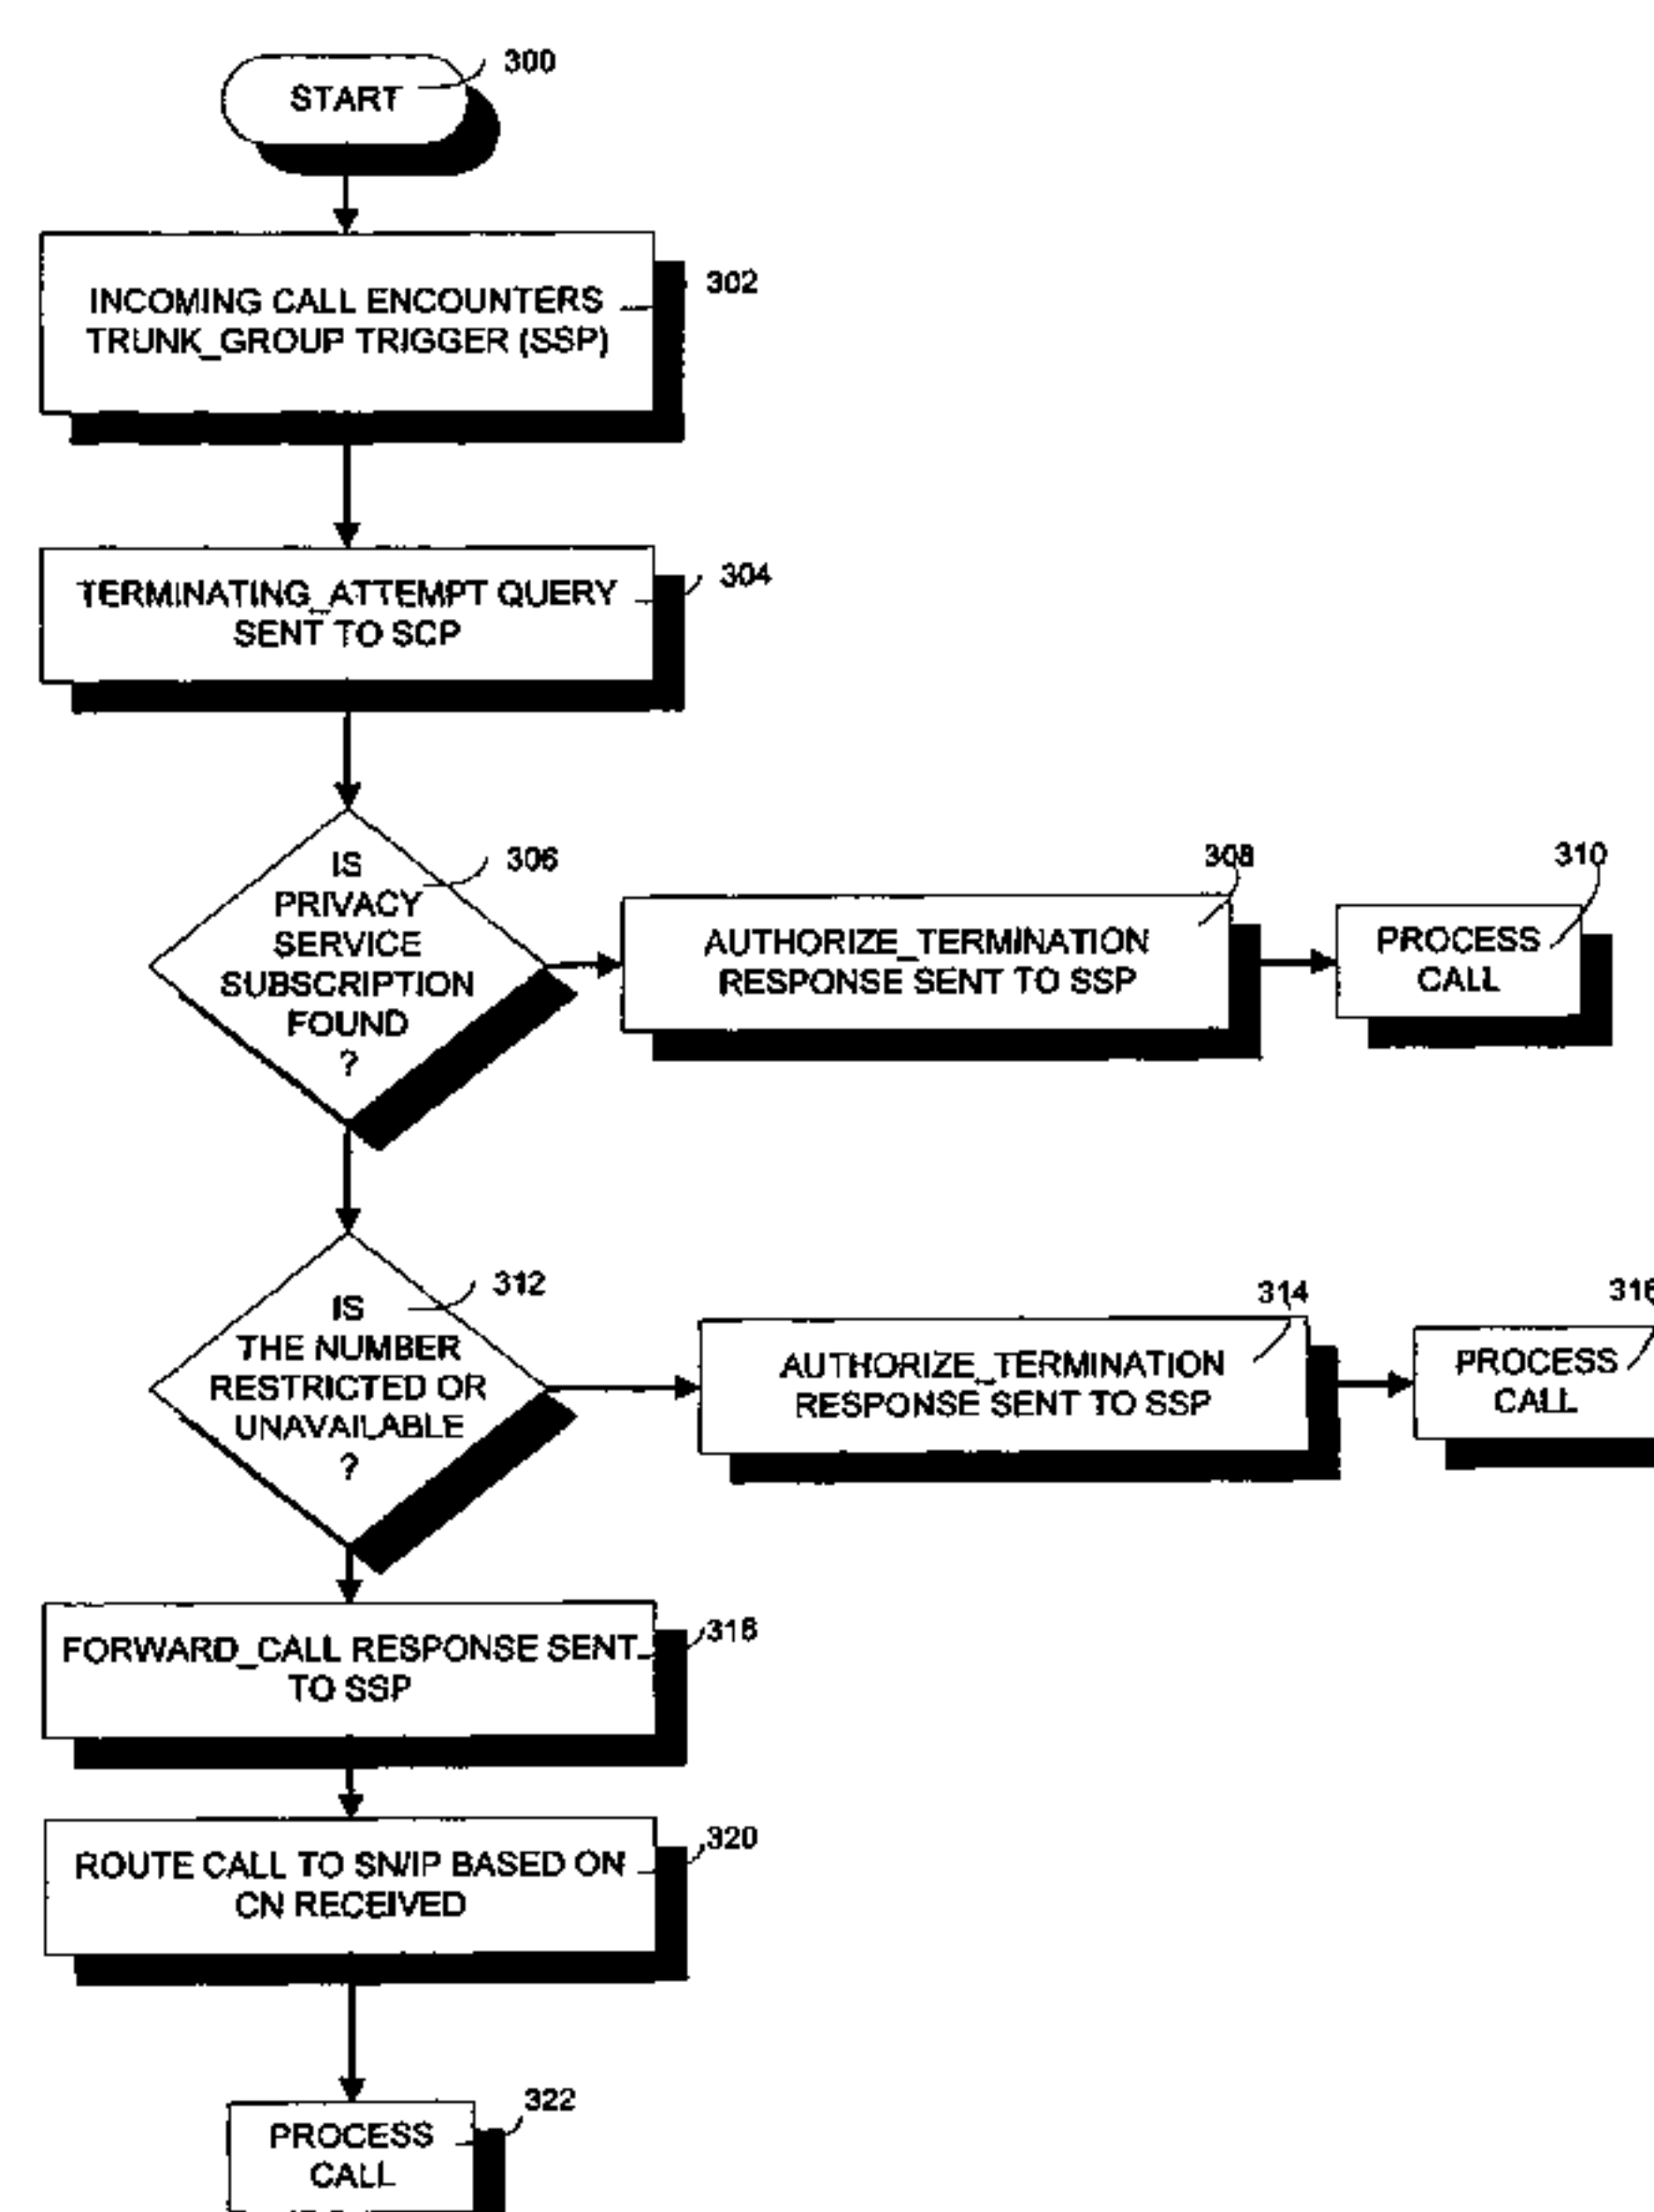 300
START
302
INCOMING CALL ENCOUNTERS
TRUNK_GROUP TRIGGER (SSP)
304
TERMINATING_ATTEMPT QUERY
SENT TO SCP
306
IS
PRIVACY
SERVICE
SUBSCRIPTION
FOUND
?
308
AUTHORIZE_TERMINATION
RESPONSE SENT TO SSP
310
PROCESS
CALL
312
IS
THE NUMBER
RESTRICTED OR
UNAVAILABLE
?
314
AUTHORIZE_TERMINATION
RESPONSE SENT TO SSP
316
PROCESS
CALL
318
FORWARD_CALL RESPONSE SENT
TO SSP
320
ROUTE CALL TO SN/IP BASED ON
CN RECEIVED
322
PROCESS
CALL